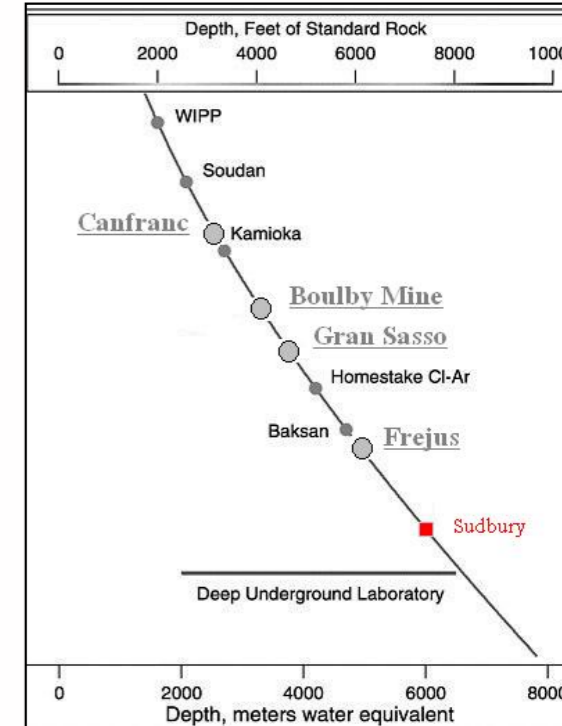 Depth, Feet of Standard Rock
0 2000 4000 6000 8000 1000
WIPP
Soudan
Canfranc
Kamioka
Boulby Mine
Gran Sasso
Homestake Cl-Ar
Baksan
Frejus
Sudbury
Deep Underground Laboratory
0 2000 4000 6000 8000
Depth, meters water equivalent